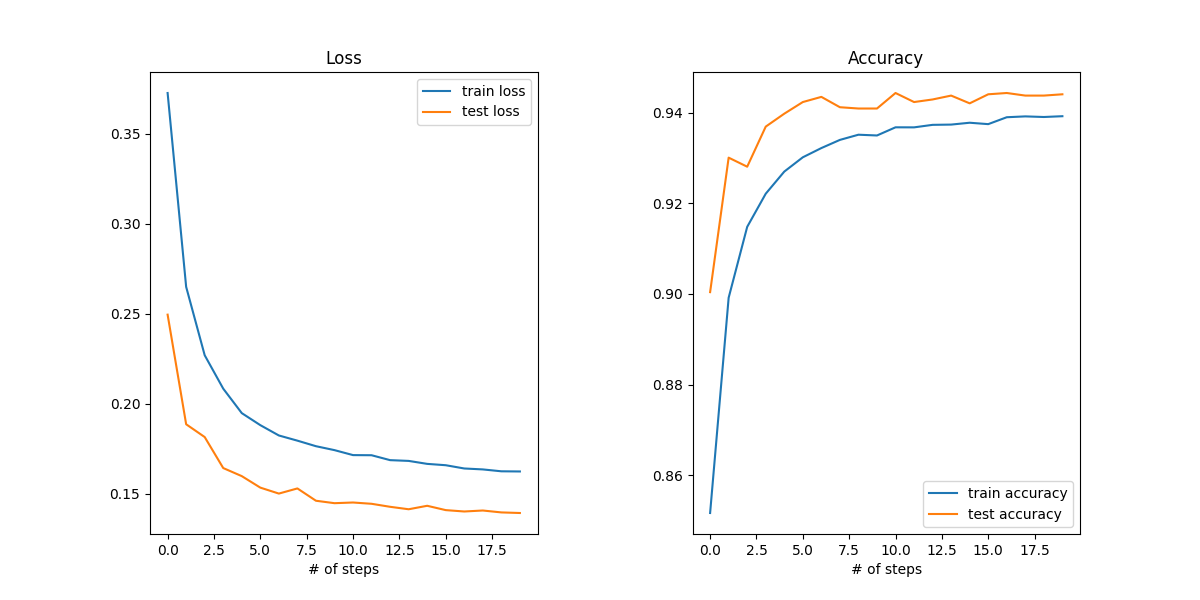 Loss
train loss
test loss
0.35
0.30
0.25
0.20
0.15
0.0 2.5 5.0 7.5 10.0 12.5 15.0 17.5
# of steps
Accuracy
0.94
0.92
0.90
0.88
0.86
train accuracy
test accuracy
0.0 2.5 5.0 7.5 10.0 12.5 15.0 17.5
# of steps